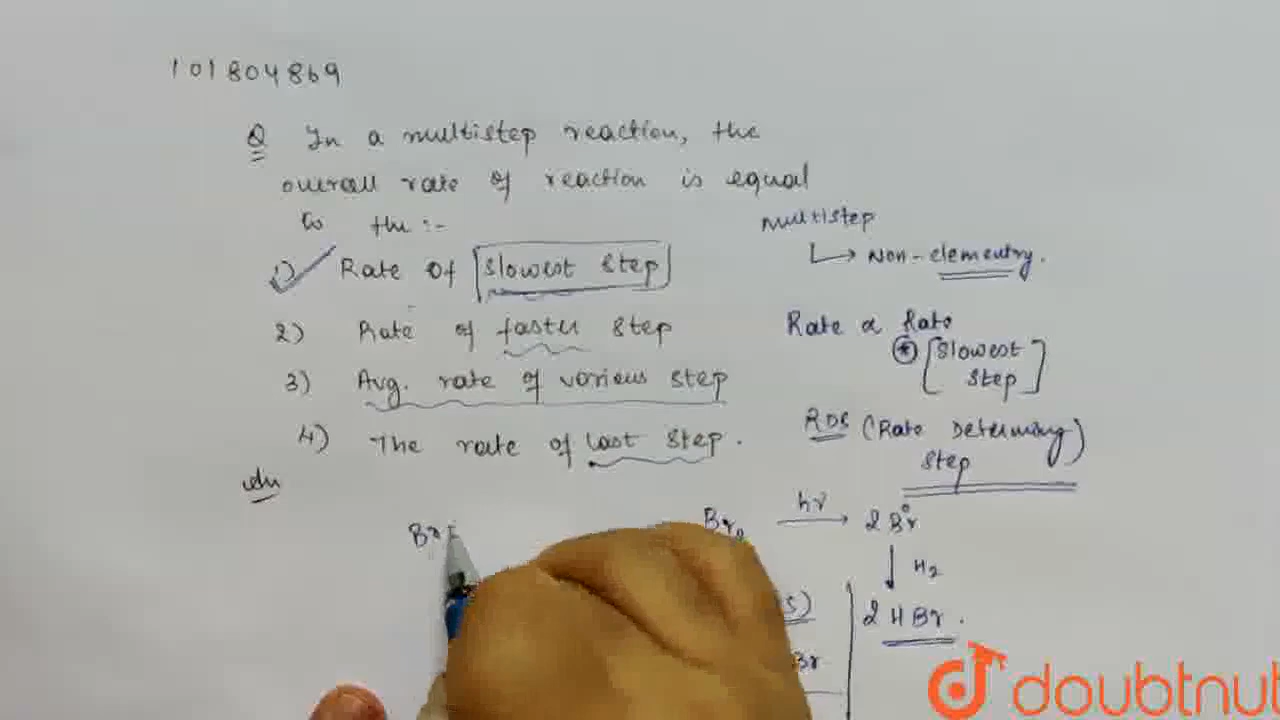 101804869
Q In a multistep reaction, the
overall rate of reaction is equal
to the :-
1) Rate of slowest step
2) Rate of faster step
3) Avg. rate of various step
4) The rate of last step.
multistep
→ Non-elementry.
Rate α Rate
* [slowest
step]
RDS (Rate Determing
step)
Br₂ hν → 2Br°
↓ H₂
2HBr.
S)
Br
Br
doubtnut